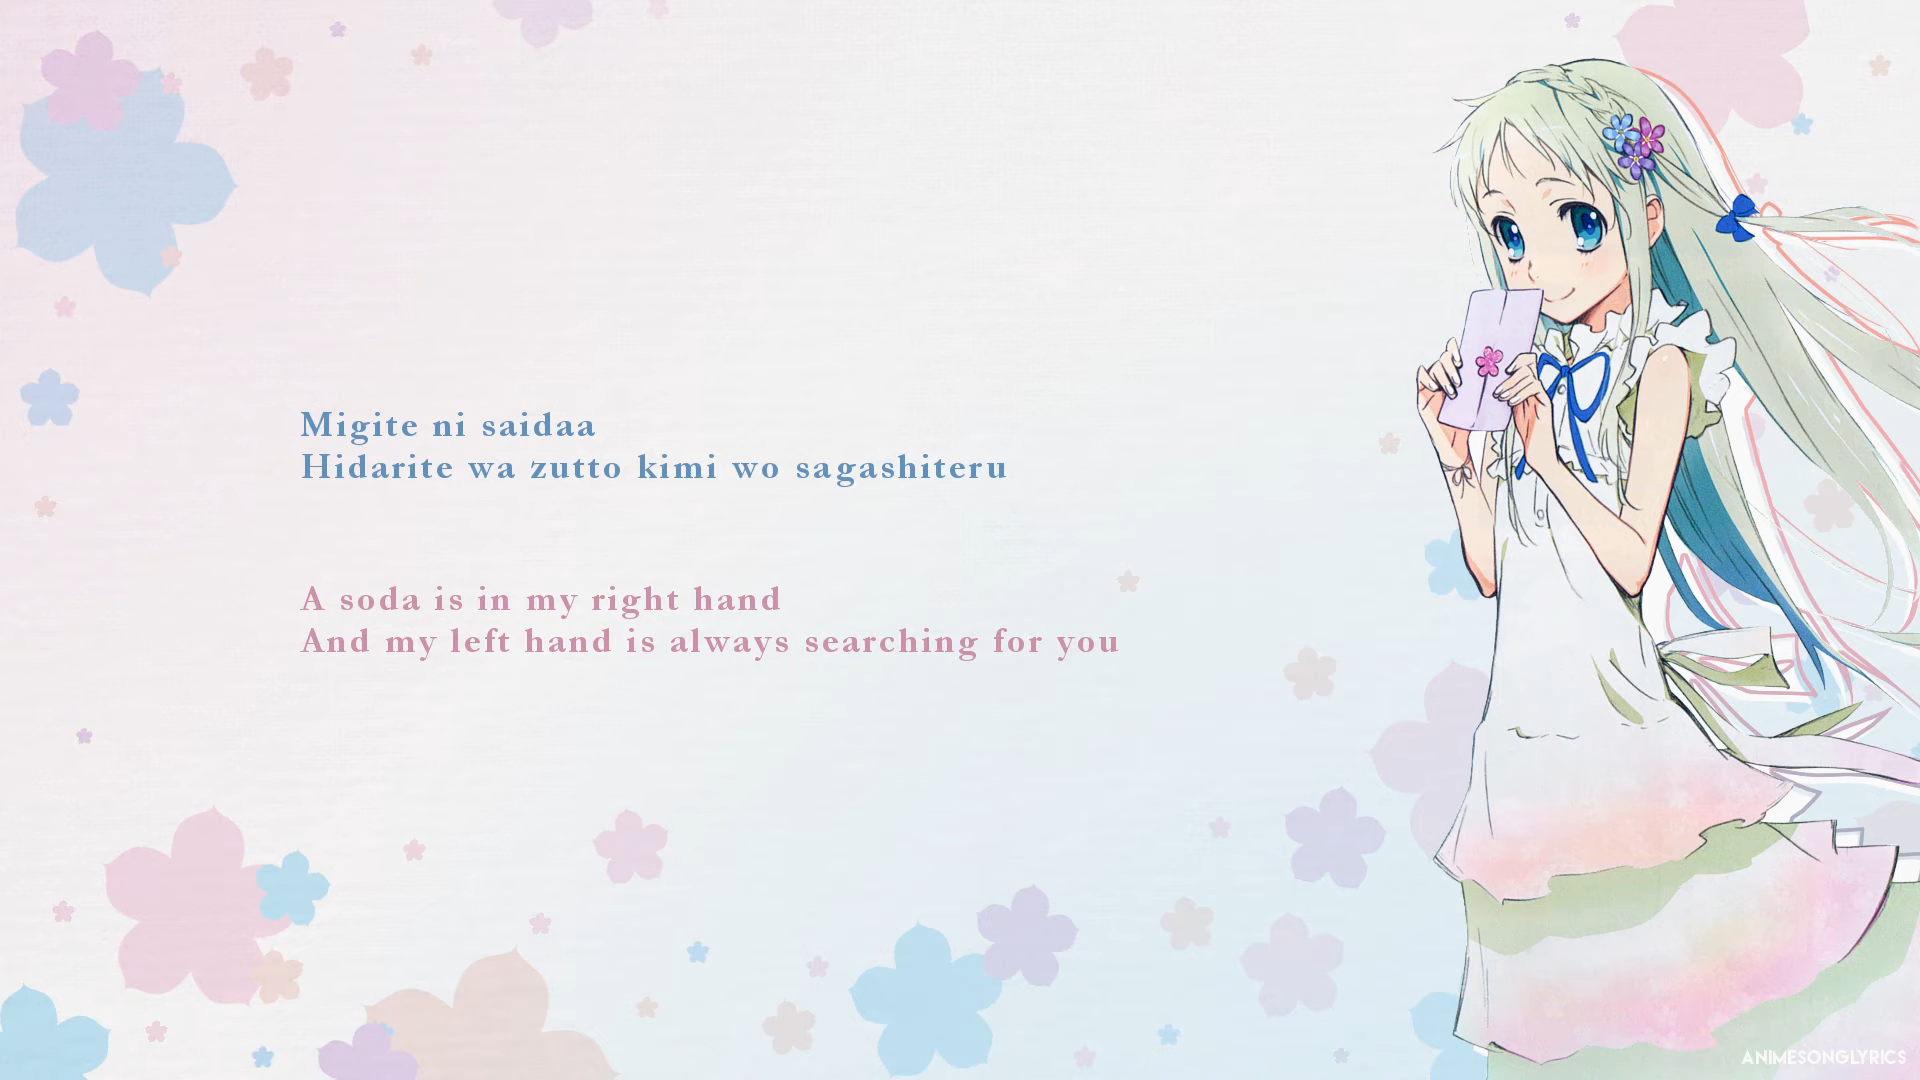 Migite ni saidaa
Hidarite wa zutto kimi wo sagashiteru
A soda is in my right hand
And my left hand is always searching for you
ANIMESONGLYRICS